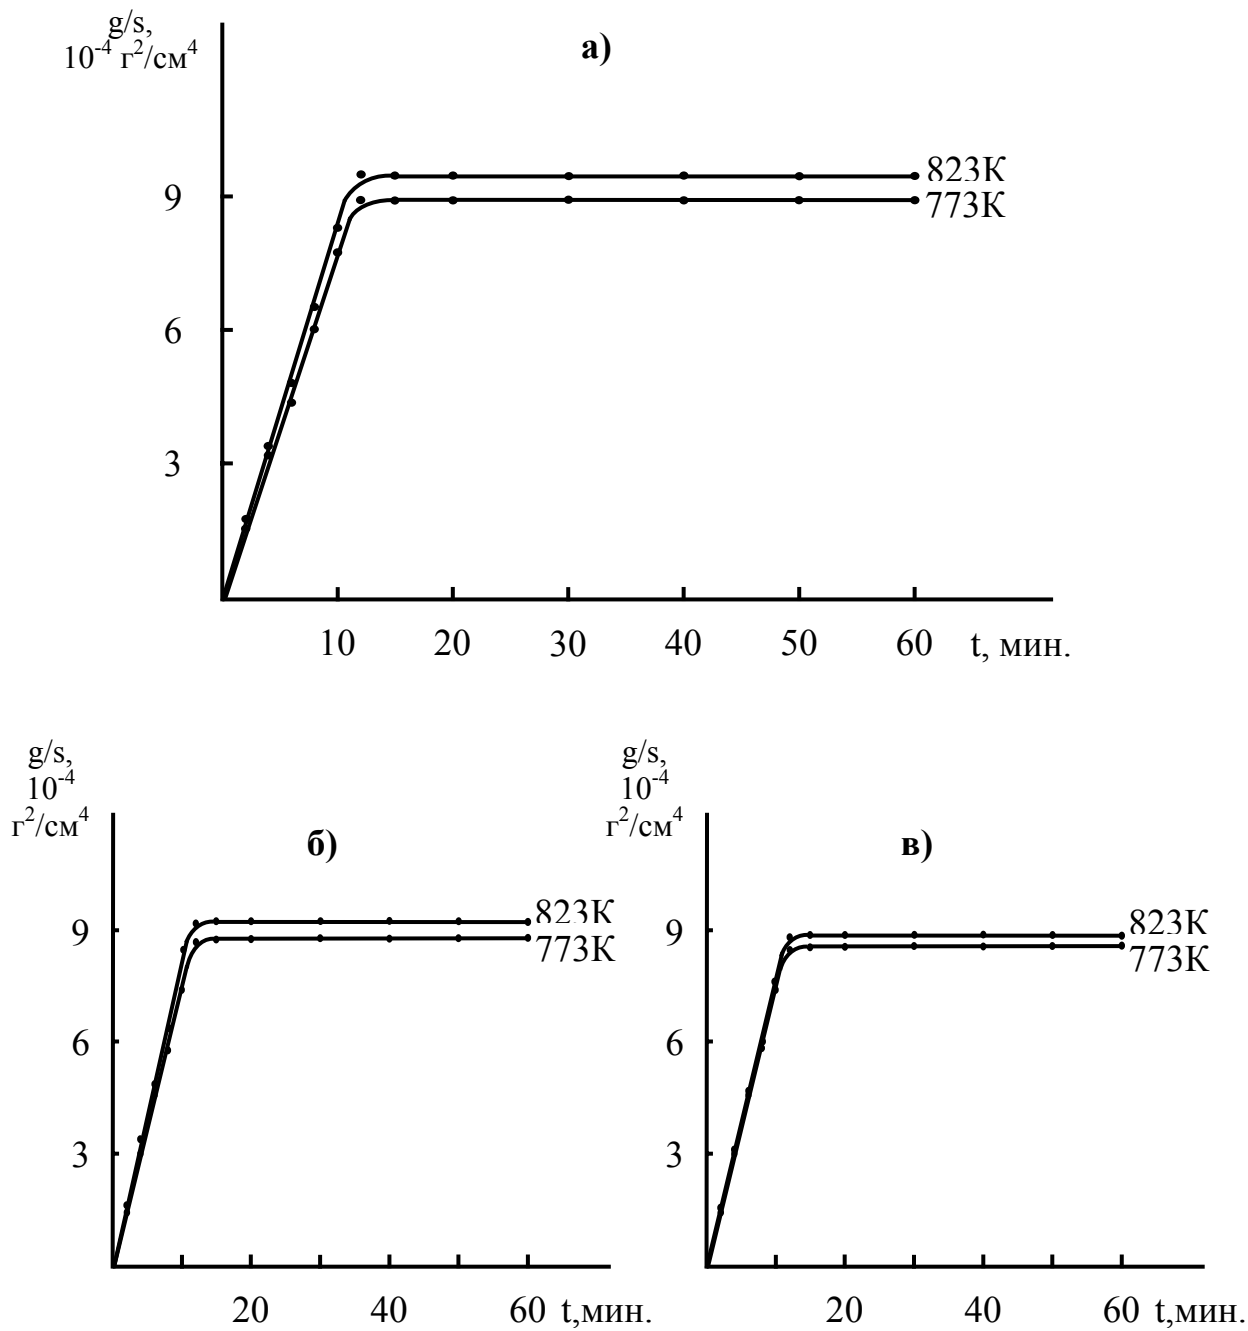 g/s,
10⁻⁴ г²/см⁴
а)
823К
773К
9
6
3
10 20 30 40 50 60 t, мин.
g/s,
10⁻⁴
г²/см⁴
б)
823К
773К
9
6
3
20 40 60 t,мин.
g/s,
10⁻⁴
г²/см⁴
в)
823К
773К
9
6
3
20 40 60 t,мин.